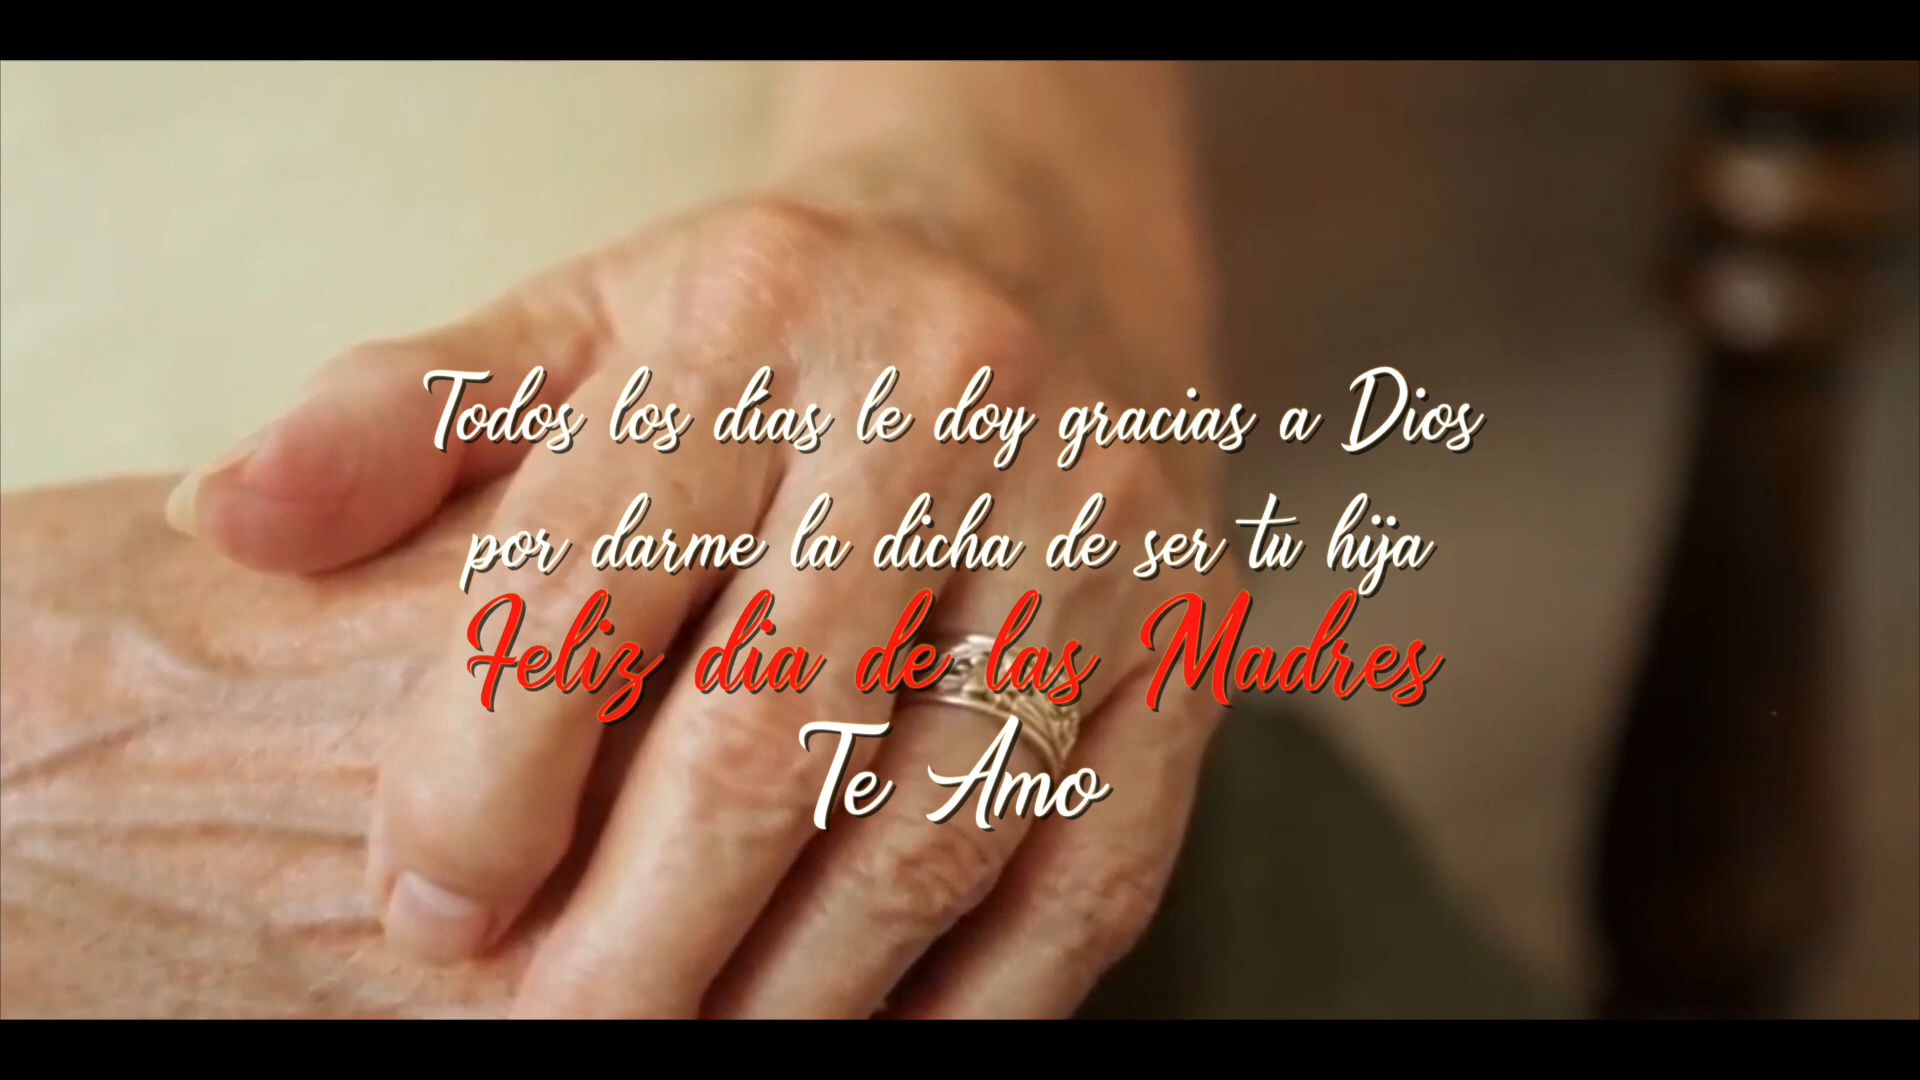 Todos los días le doy gracias a Dios
por darme la dicha de ser tu hija
Feliz dia de las Madres
Te Amo